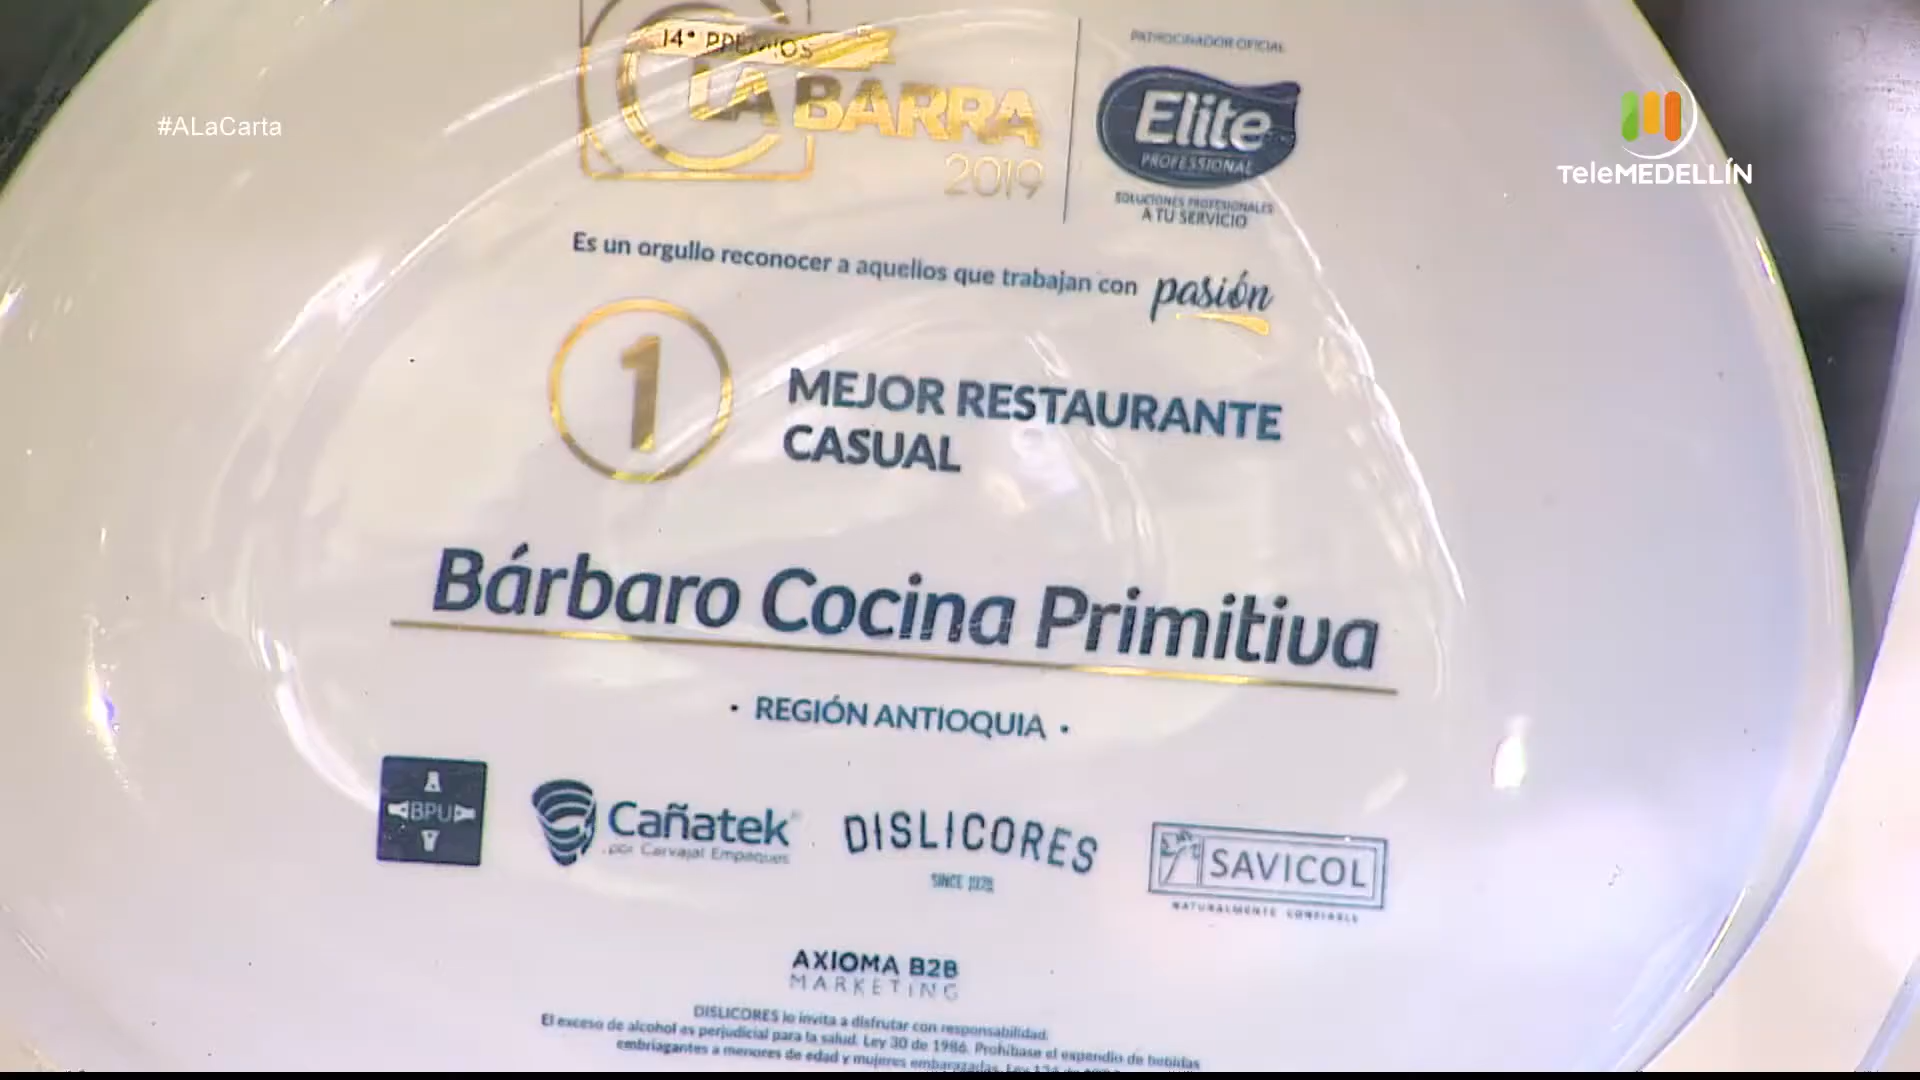 14° PREMIOS
LA BARRA
2019
PATROCINADOR OFICIAL
Elite
PROFESSIONAL
SOLUCIONES PROFESIONALES
A TU SERVICIO
#ALaCarta
TeleMEDELLÍN
Es un orgullo reconocer a aquellos que trabajan con pasión
1
MEJOR RESTAURANTE
CASUAL
Bárbaro Cocina Primitiva
· REGIÓN ANTIOQUIA ·
BPU
Cañatek
por Carvajal Empaques
DISLICORES
SINCE
SAVICOL
NATURALMENTE CONFIABLE
AXIOMA B2B
MARKETING
DISLICORES lo invita a disfrutar con responsabilidad.
El exceso de alcohol es perjudicial para la salud. Ley 30 de 1986. Prohíbase el expendio de bebidas
embriagantes a menores de edad y mujeres embarazadas.